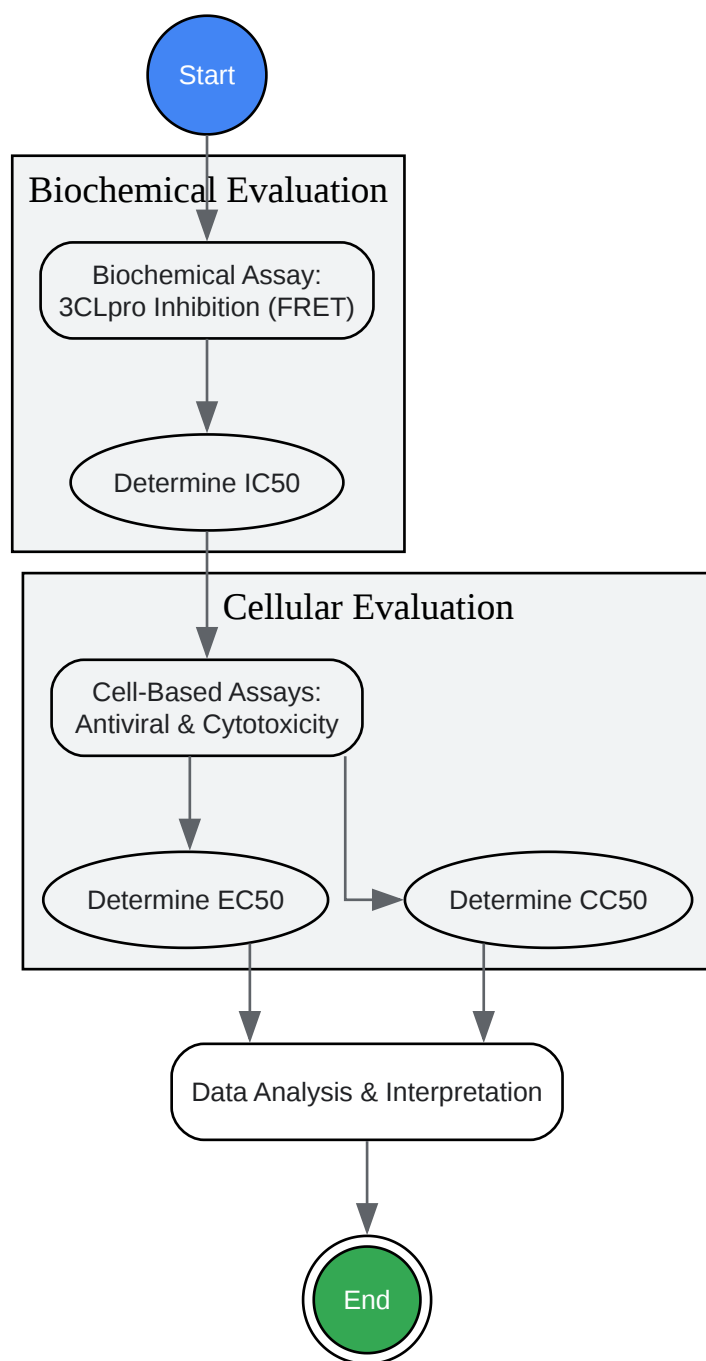 Start
Biochemical Evaluation
Biochemical Assay:
3CLpro Inhibition (FRET)
Determine IC50
Cellular Evaluation
Cell-Based Assays:
Antiviral & Cytotoxicity
Determine EC50
Determine CC50
Data Analysis & Interpretation
End